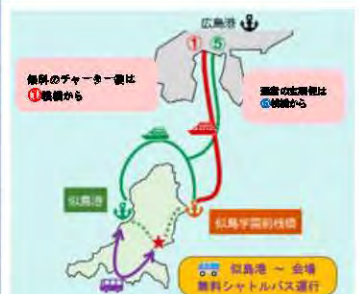 広島港
① ⑤
無料のチャーター便は
①桟橋から
通常の定期便は
⑤桟橋から
似島港
似島学園前桟橋
似島港 ～ 会場
無料シャトルバス運行